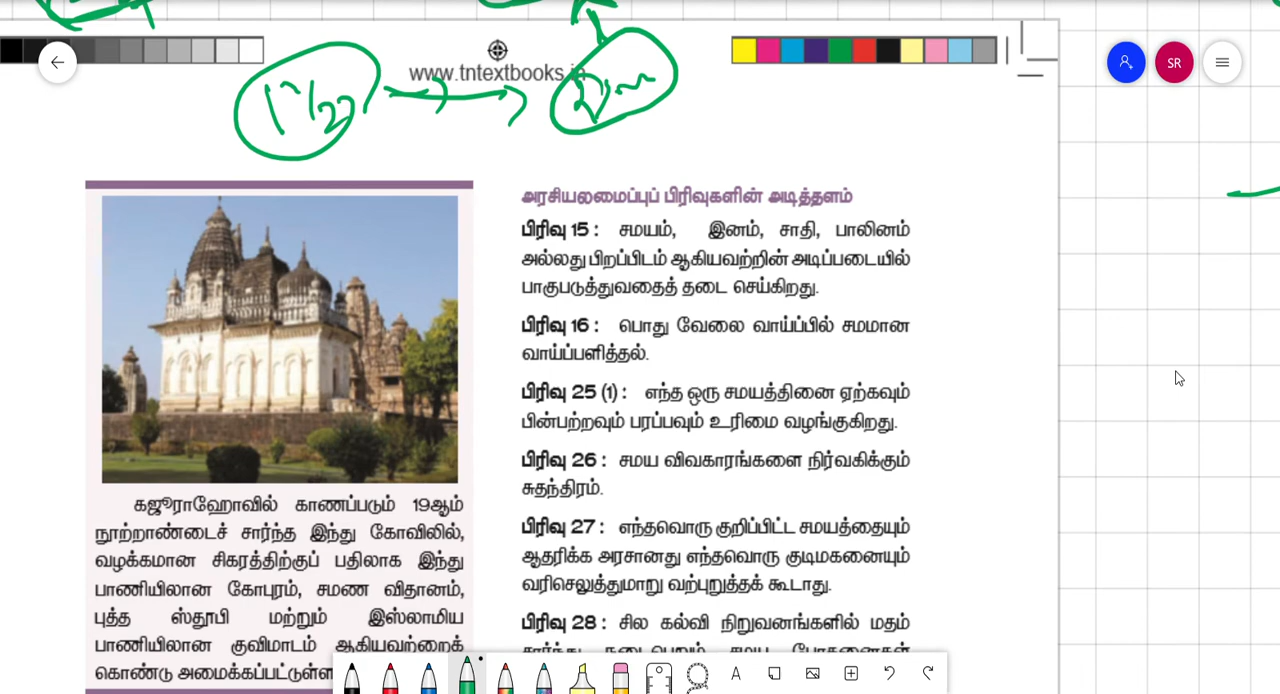 www.tntextbooks.in
SR
அரசியலமைப்புப் பிரிவுகளின் அடித்தளம்
பிரிவு 15 : சமயம், இனம், சாதி, பாலினம்
அல்லது பிறப்பிடம் ஆகியவற்றின் அடிப்படையில்
பாகுபடுத்துவதைத் தடை செய்கிறது.
பிரிவு 16 : பொது வேலை வாய்ப்பில் சமமான
வாய்ப்பளித்தல்.
பிரிவு 25 (1) : எந்த ஒரு சமயத்தினை ஏற்கவும்
பின்பற்றவும் பரப்பவும் உரிமை வழங்குகிறது.
பிரிவு 26 : சமய விவகாரங்களை நிர்வகிக்கும்
சுதந்திரம்.
பிரிவு 27 : எந்தவொரு குறிப்பிட்ட சமயத்தையும்
ஆதரிக்க அரசானது எந்தவொரு குடிமகனையும்
வரிசெலுத்துமாறு வற்புறுத்தக் கூடாது.
பிரிவு 28 : சில கல்வி நிறுவனங்களில் மதம்
கஜூராஹோவில் காணப்படும் 19ஆம்
நூற்றாண்டைச் சார்ந்த இந்து கோவிலில்,
வழக்கமான சிகரத்திற்குப் பதிலாக இந்து
பாணியிலான கோபுரம், சமண விதானம்,
புத்த ஸ்தூபி மற்றும் இஸ்லாமிய
பாணியிலான குவிமாடம் ஆகியவற்றைக்
கொண்டு